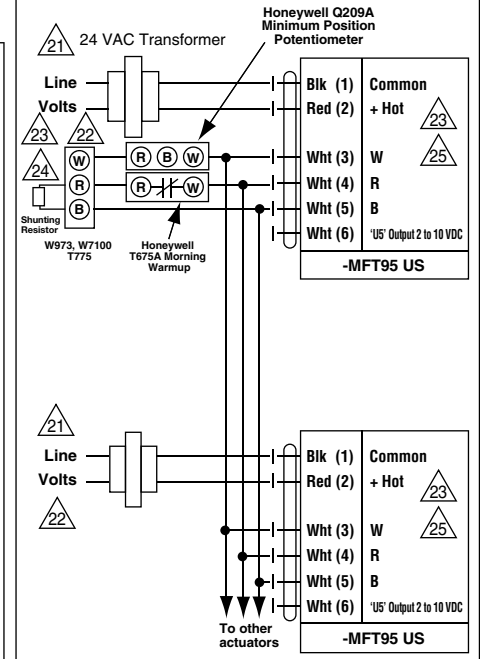 Honeywell Q209A
Minimum Position
Potentiometer
21 24 VAC Transformer
Line
Volts
Blk (1) Common
Red (2) + Hot
23
23 22
W R B W
Wht (3) W
25
24
R R W
Wht (4) R
B
Wht (5) B
Shunting
Resistor
Wht (6) 'U5' Output 2 to 10 VDC
W973, W7100
T775
Honeywell
T675A Morning
Warmup
-MFT95 US
21
Line
Volts
Blk (1) Common
Red (2) + Hot
23
22
Wht (3) W
25
Wht (4) R
Wht (5) B
Wht (6) 'U5' Output 2 to 10 VDC
To other
actuators
-MFT95 US